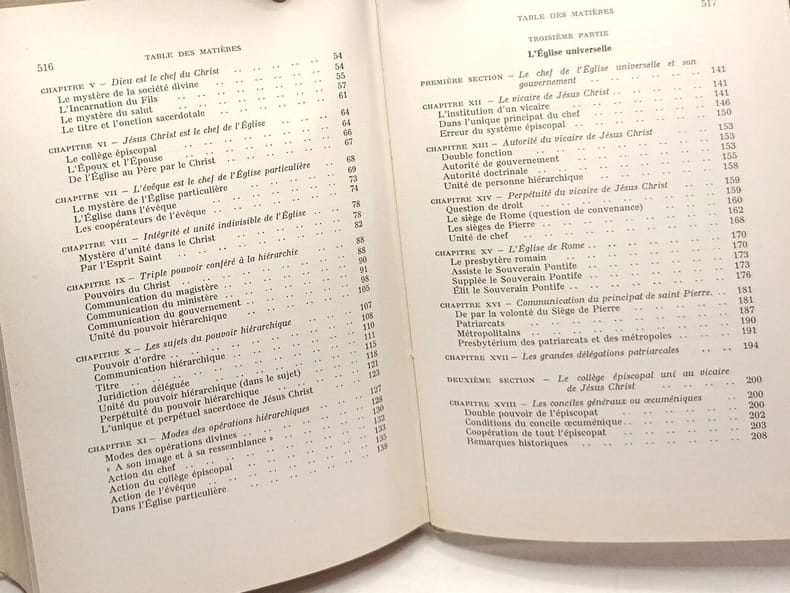 516
TABLE DES MATIÈRES
CHAPITRE V – Dieu est le chef du Christ 54
Le mystère de la société divine 54
L'Incarnation du Fils 55
Le mystère du salut 57
Le titre et l'onction sacerdotale 61
CHAPITRE VI – Jésus Christ est le chef de l'Église 64
Le collège épiscopal 64
L'Époux et l'Épouse 66
De l'Église au Père par le Christ 67
CHAPITRE VII – L'évêque est le chef de l'Église particulière 68
Le mystère de l'Église particulière 69
L'Église dans l'évêque 73
Les coopérateurs de l'évêque 74
CHAPITRE VIII – Intégrité et unité indivisible de l'Église 78
Mystère d'unité dans le Christ 78
Par l'Esprit Saint 82
CHAPITRE IX – Triple pouvoir conféré à la hiérarchie 88
Pouvoirs du Christ 88
Communication du magistère 90
Communication du ministère 91
Communication du gouvernement 98
Unité du pouvoir hiérarchique 105
CHAPITRE X – Les sujets du pouvoir hiérarchique 107
Pouvoir d'ordre 108
Communication hiérarchique 110
Titre 111
Juridiction déléguée 115
Unité du pouvoir hiérarchique (dans le sujet) 118
Perpétuité du pouvoir hiérarchique 121
L'unique et perpétuel sacerdoce de Jésus Christ 123
CHAPITRE XI – Modes des opérations hiérarchiques 127
Modes des opérations divines 128
« A son image et à sa ressemblance » 130
Action du chef 132
Action du collège épiscopal 133
Action de l'évêque 135
Dans l'Église particulière 138
TABLE DES MATIÈRES
517
TROISIÈME PARTIE
L'Église universelle
PREMIÈRE SECTION – Le chef de l'Église universelle et son
gouvernement 141
CHAPITRE XII – Le vicaire de Jésus Christ 141
L'institution d'un vicaire 141
Dans l'unique principat du chef 146
Erreur du système épiscopal 150
CHAPITRE XIII – Autorité du vicaire de Jésus Christ 153
Double fonction 153
Autorité de gouvernement 153
Autorité doctrinale 155
Unité de personne hiérarchique 158
CHAPITRE XIV – Perpétuité du vicaire de Jésus Christ 159
Question de droit 159
Le siège de Rome (question de convenance) 160
Les sièges de Pierre 162
Unité de chef 168
CHAPITRE XV – L'Église de Rome 170
Le presbytère romain 170
Assiste le Souverain Pontife 173
Supplée le Souverain Pontife 173
Élit le Souverain Pontife 176
CHAPITRE XVI – Communication du principat de saint Pierre 181
De par la volonté du Siège de Pierre 181
Patriarcats 187
Métropolitains 190
Presbytérium des patriarcats et des métropoles 191
CHAPITRE XVII – Les grandes délégations patriarcales 194
DEUXIÈME SECTION – Le collège épiscopal uni au vicaire
de Jésus Christ 200
CHAPITRE XVIII – Les conciles généraux ou œcuméniques 200
Double pouvoir de l'épiscopat 200
Conditions du concile œcuménique 202
Coopération de tout l'épiscopat 203
Remarques historiques 208